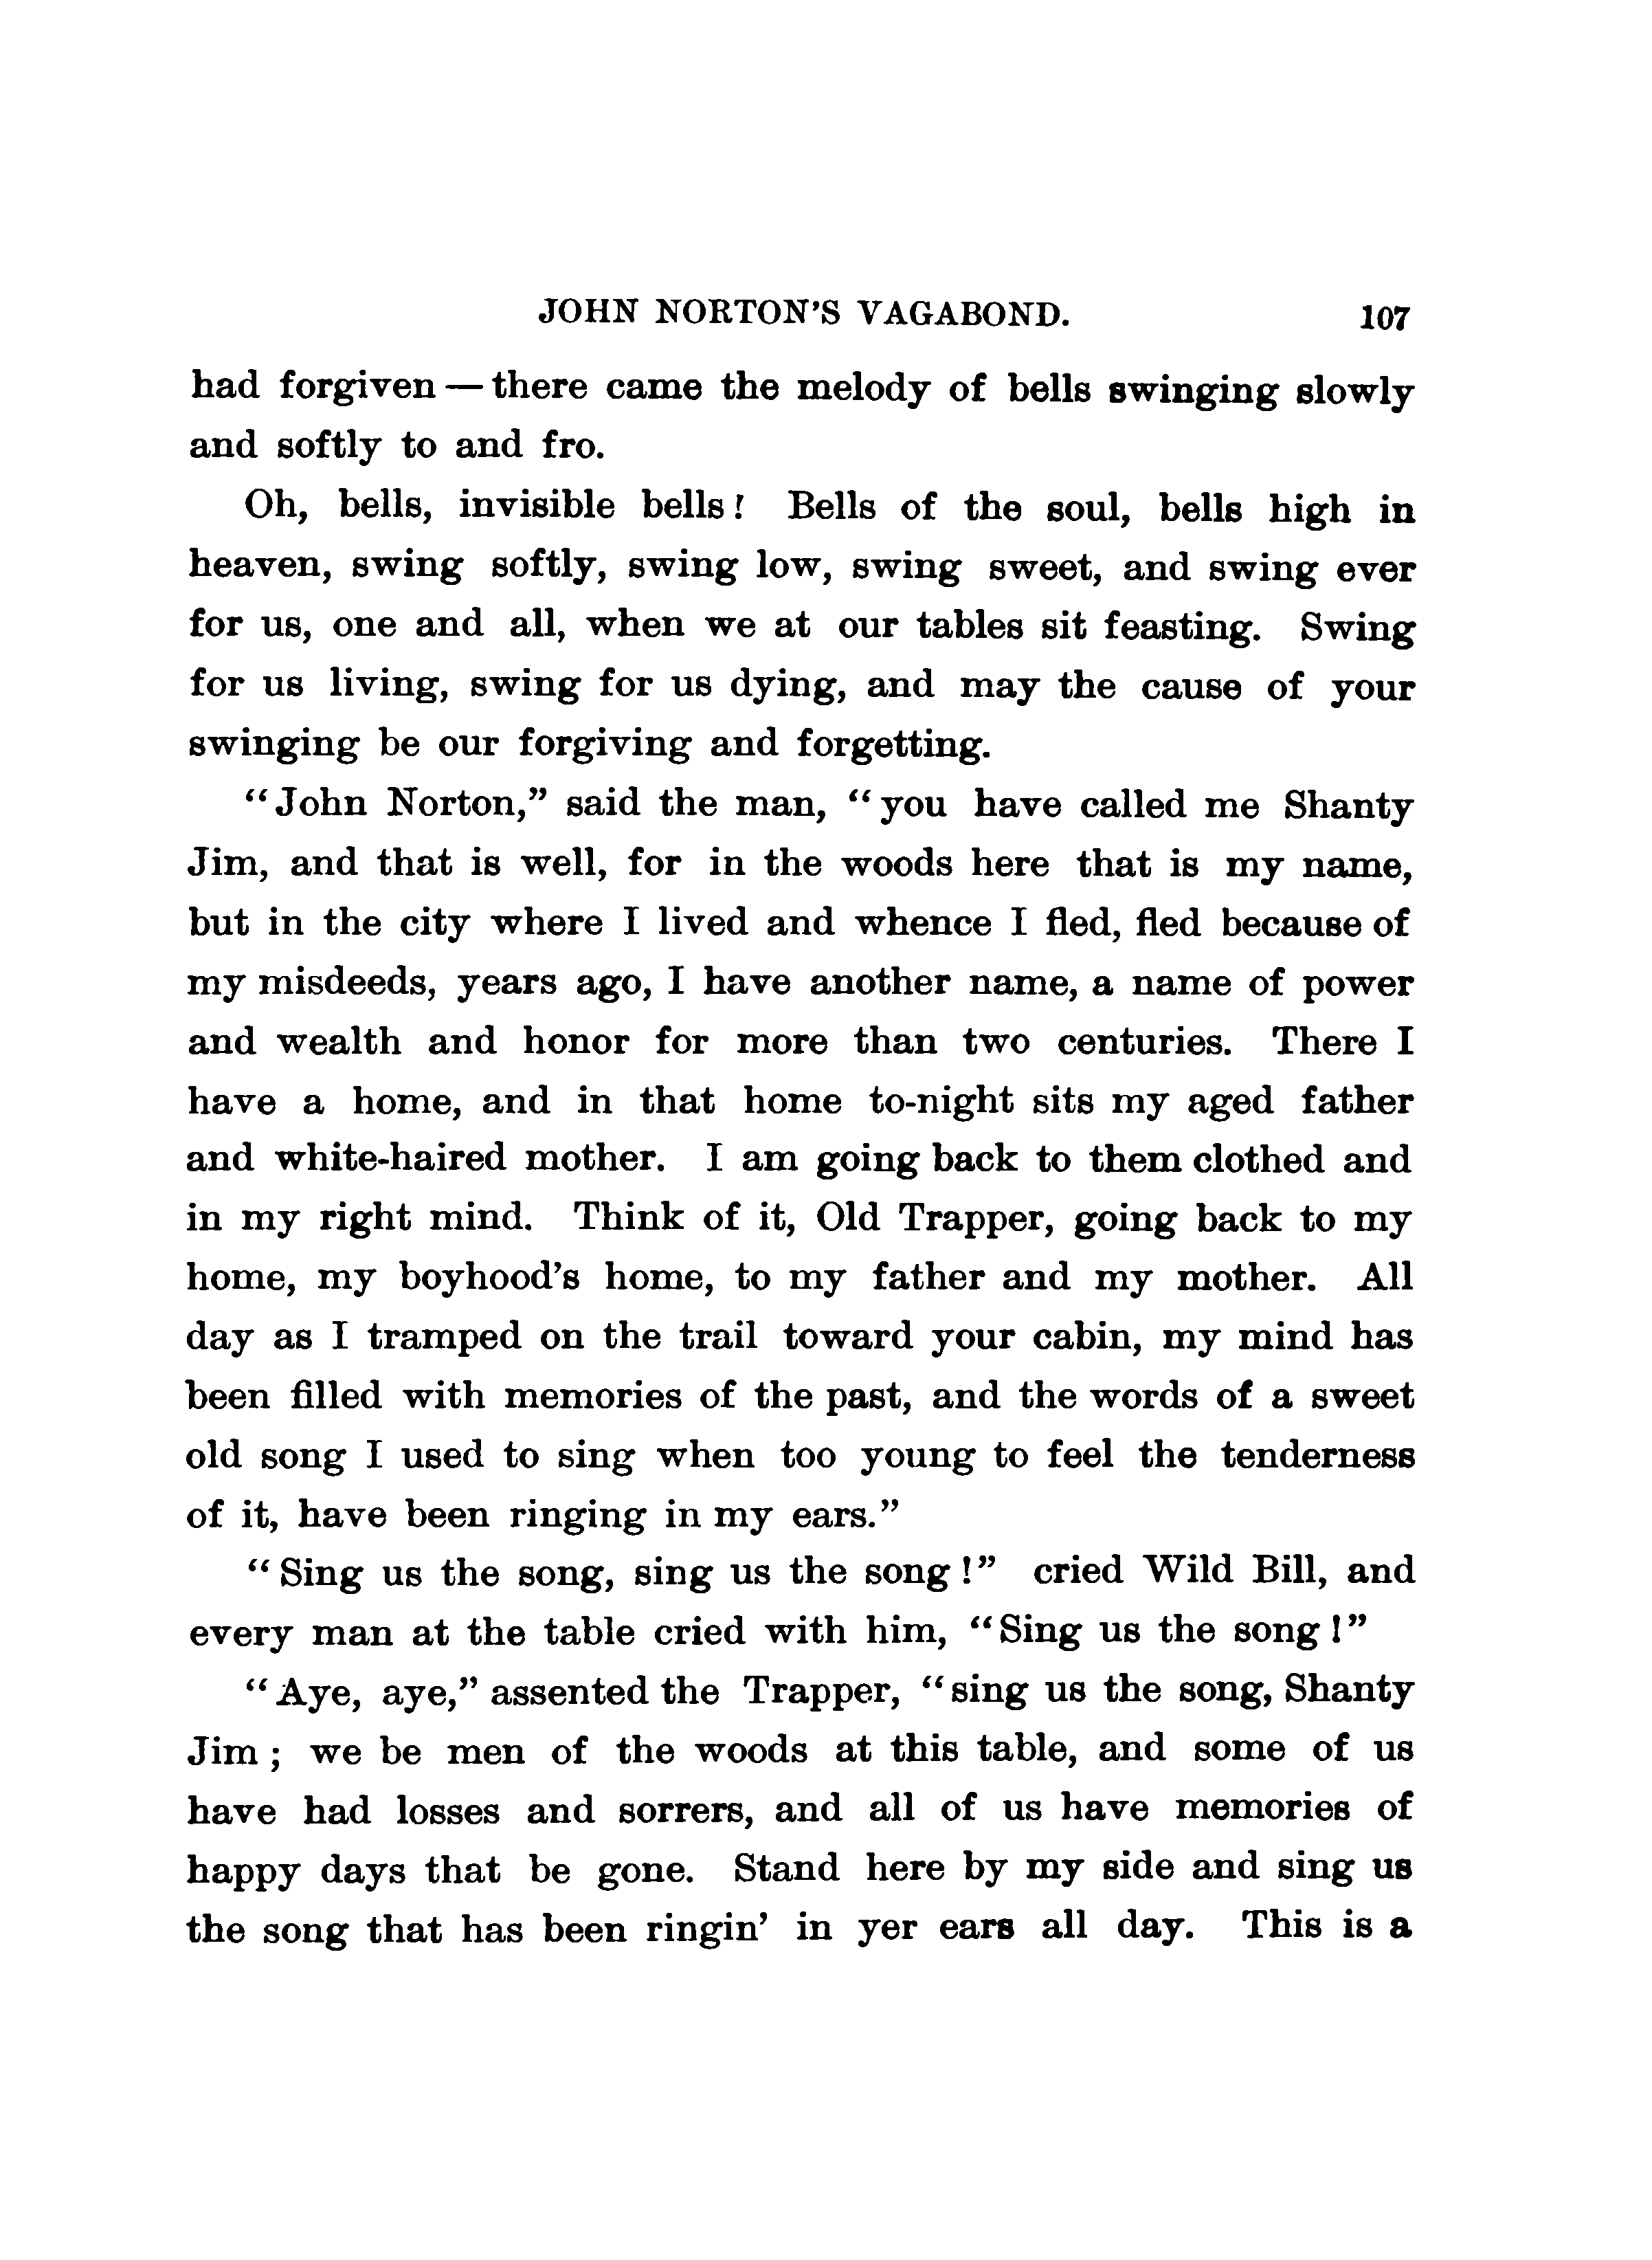 JOHN NORTON'S VAGABOND. 107
had forgiven — there came the melody of bells swinging slowly
and softly to and fro.
Oh, bells, invisible bells! Bells of the soul, bells high in
heaven, swing softly, swing low, swing sweet, and swing ever
for us, one and all, when we at our tables sit feasting. Swing
for us living, swing for us dying, and may the cause of your
swinging be our forgiving and forgetting.
“John Norton,” said the man, “you have called me Shanty
Jim, and that is well, for in the woods here that is my name,
but in the city where I lived and whence I fled, fled because of
my misdeeds, years ago, I have another name, a name of power
and wealth and honor for more than two centuries. There I
have a home, and in that home to-night sits my aged father
and white-haired mother. I am going back to them clothed and
in my right mind. Think of it, Old Trapper, going back to my
home, my boyhood's home, to my father and my mother. All
day as I tramped on the trail toward your cabin, my mind has
been filled with memories of the past, and the words of a sweet
old song I used to sing when too young to feel the tenderness
of it, have been ringing in my ears.”
“Sing us the song, sing us the song!” cried Wild Bill, and
every man at the table cried with him, “Sing us the song!”
“Aye, aye,” assented the Trapper, “sing us the song, Shanty
Jim; we be men of the woods at this table, and some of us
have had losses and sorrers, and all of us have memories of
happy days that be gone. Stand here by my side and sing us
the song that has been ringin' in yer ears all day. This is a